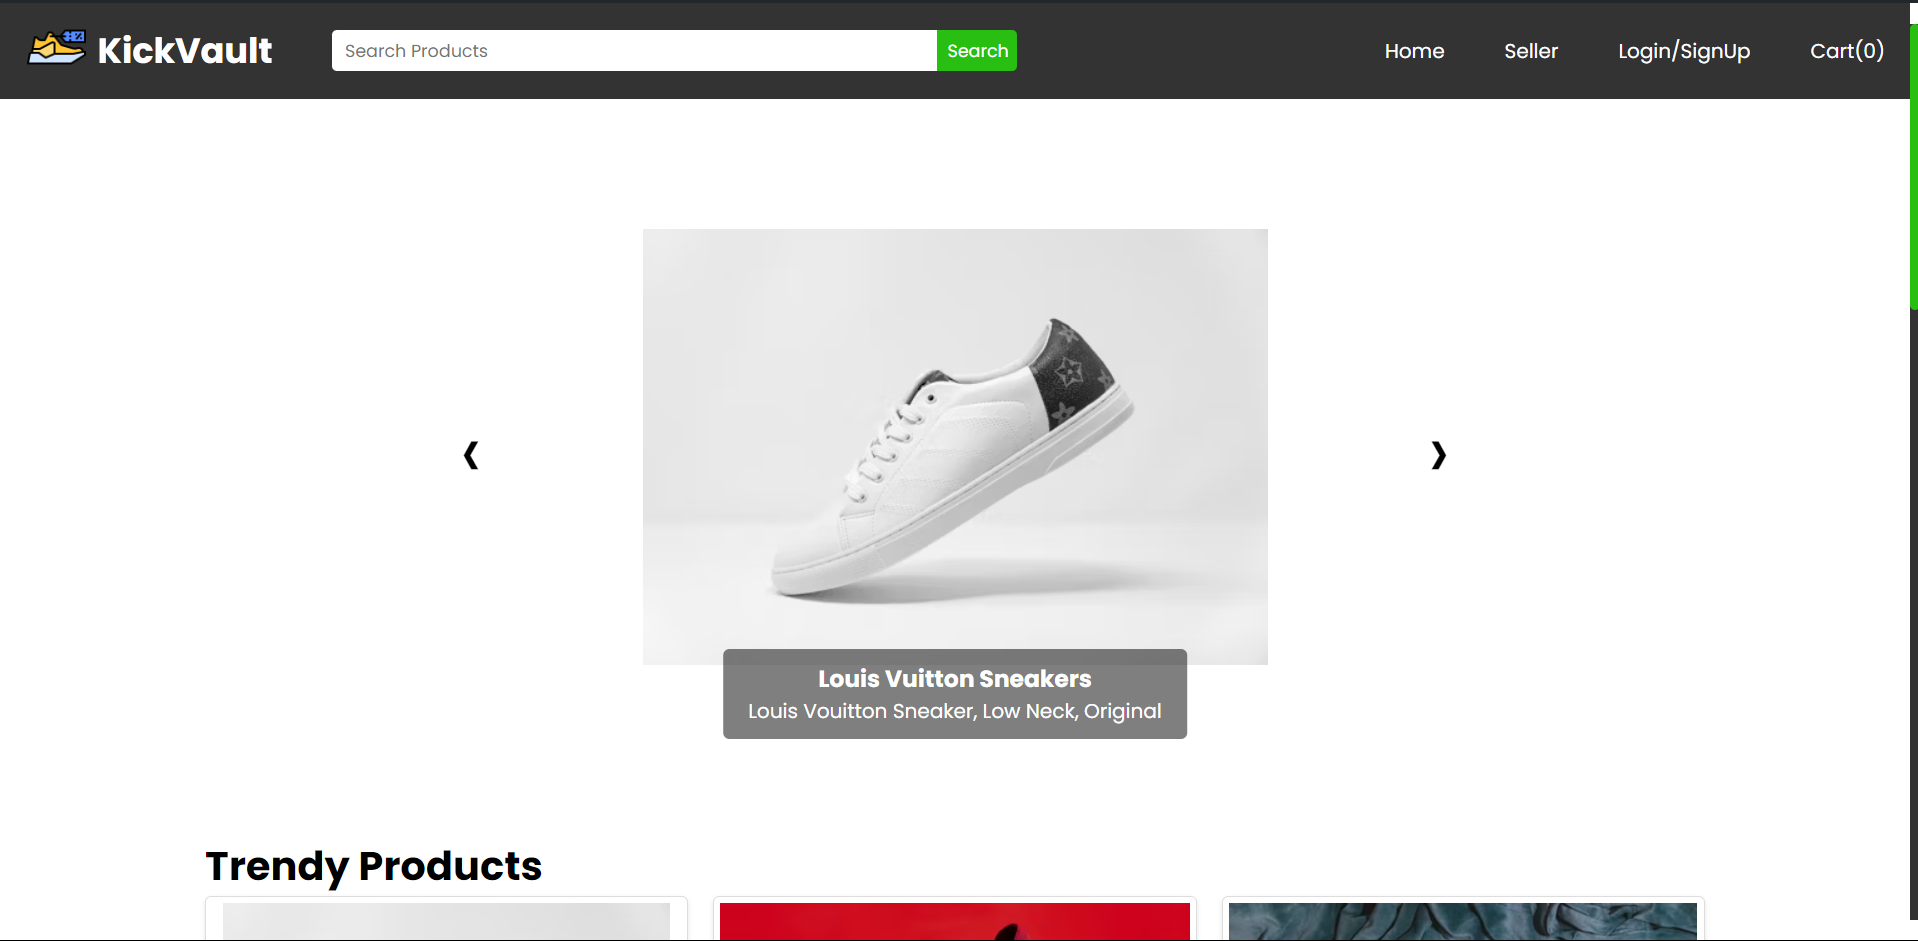 KickVault
Search Products
Search
Home
Seller
Login/SignUp
Cart(0)
❮
❯
Louis Vuitton Sneakers
Louis Vouitton Sneaker, Low Neck, Original
Trendy Products